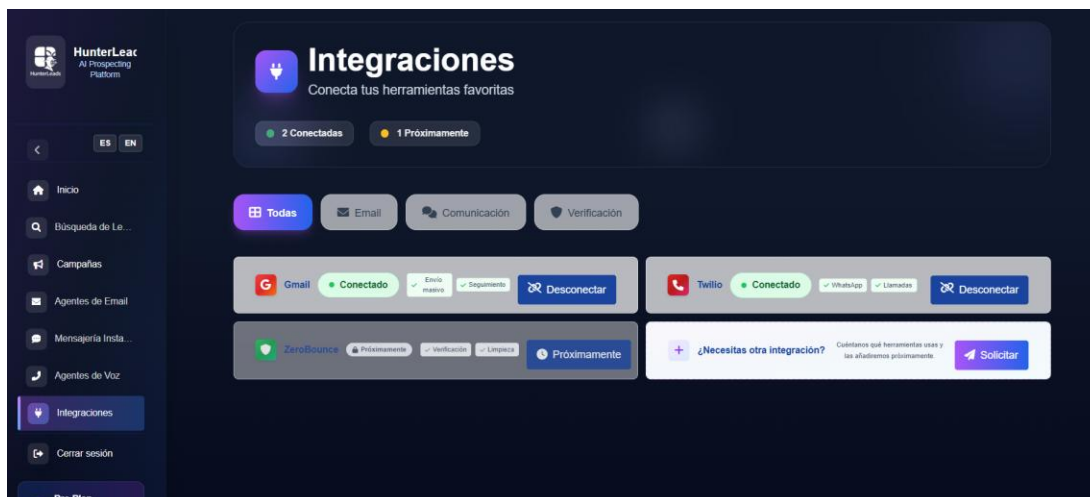 HunterLeac
AI Prospecting
Platform
HunterLeads
ES EN
Inicio
Búsqueda de Le...
Campañas
Agentes de Email
Mensajería Insta...
Agentes de Voz
Integraciones
Cerrar sesión
Pro Plan
Integraciones
Conecta tus herramientas favoritas
2 Conectadas
1 Próximamente
Todas
Email
Comunicación
Verificación
Gmail
Conectado
Envío
masivo
Seguimiento
Desconectar
Twilio
Conectado
WhatsApp
Llamadas
Desconectar
ZeroBounce
Próximamente
Verificación
Limpieza
Próximamente
¿Necesitas otra integración?
Cuéntanos qué herramientas usas y
las añadiremos próximamente.
Solicitar